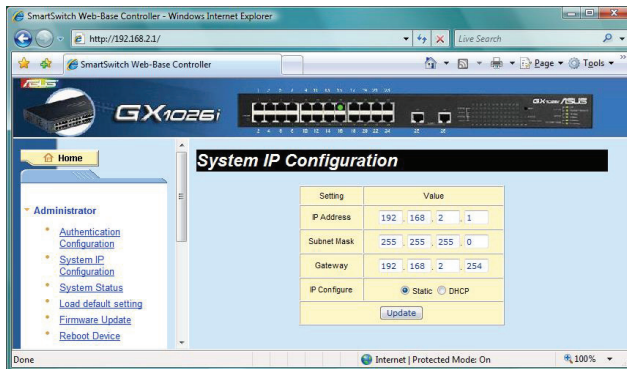 SmartSwitch Web-Base Controller - Windows Internet Explorer
http://192.168.2.1/
Live Search
SmartSwitch Web-Base Controller
Page
Tools
ASUS
GX1026i
ASUS
Home
System IP Configuration
Setting Value
IP Address 192 . 168 . 2 . 1
Subnet Mask 255 . 255 . 255 . 0
Gateway 192 . 168 . 2 . 254
IP Configure Static DHCP
Update
Administrator
Authentication
Configuration
System IP
Configuration
System Status
Load default setting
Firmware Update
Reboot Device
Done
Internet | Protected Mode: On
100%